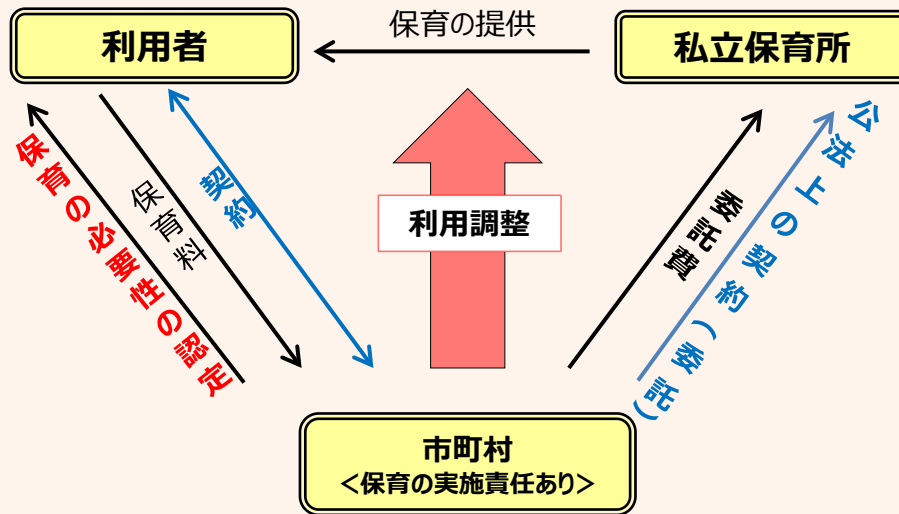 利用者
保育の提供
私立保育所
保育の必要性の認定
保育料
契約
利用調整
委託費
公法上の契約(委託)
市町村
<保育の実施責任あり>